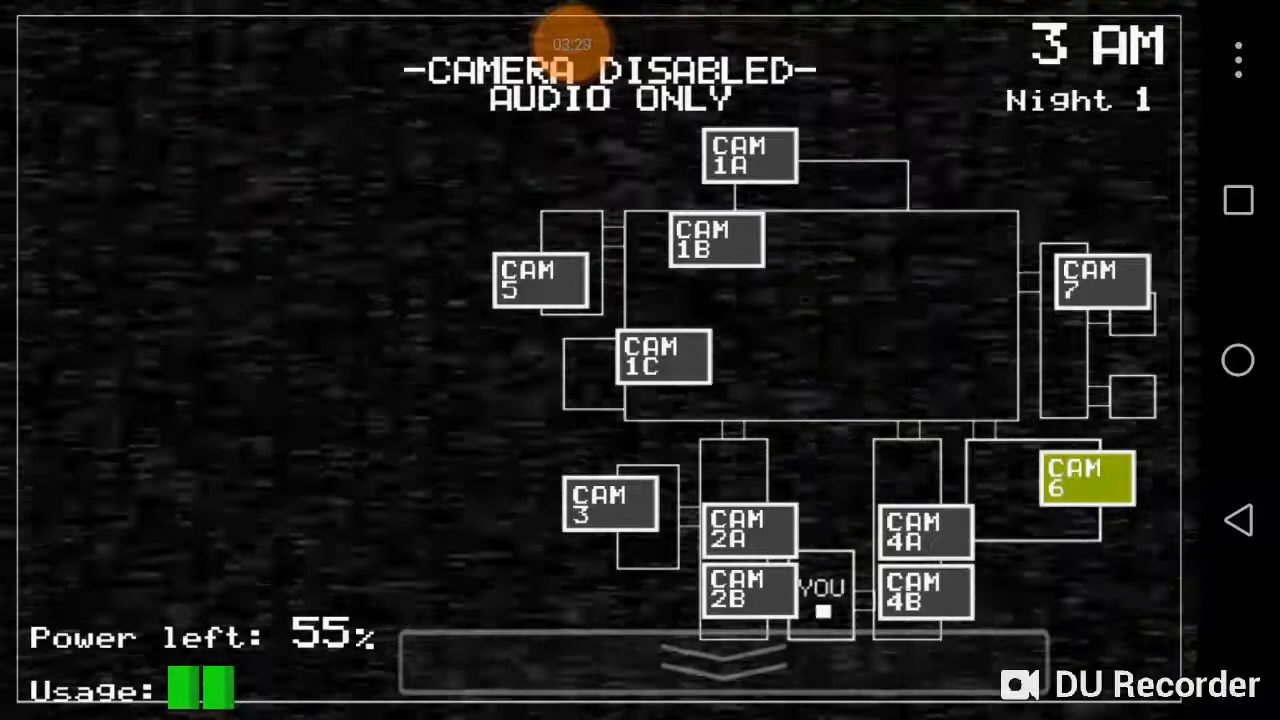 03:29
-CAMERA DISABLED-
AUDIO ONLY
3 AM
Night 1
CAM
1A
CAM
1B
CAM
5
CAM
7
CAM
1C
CAM
6
CAM
3
CAM
2A
CAM
4A
CAM
2B
YOU
CAM
4B
Power left: 55%
Usage:
DU Recorder